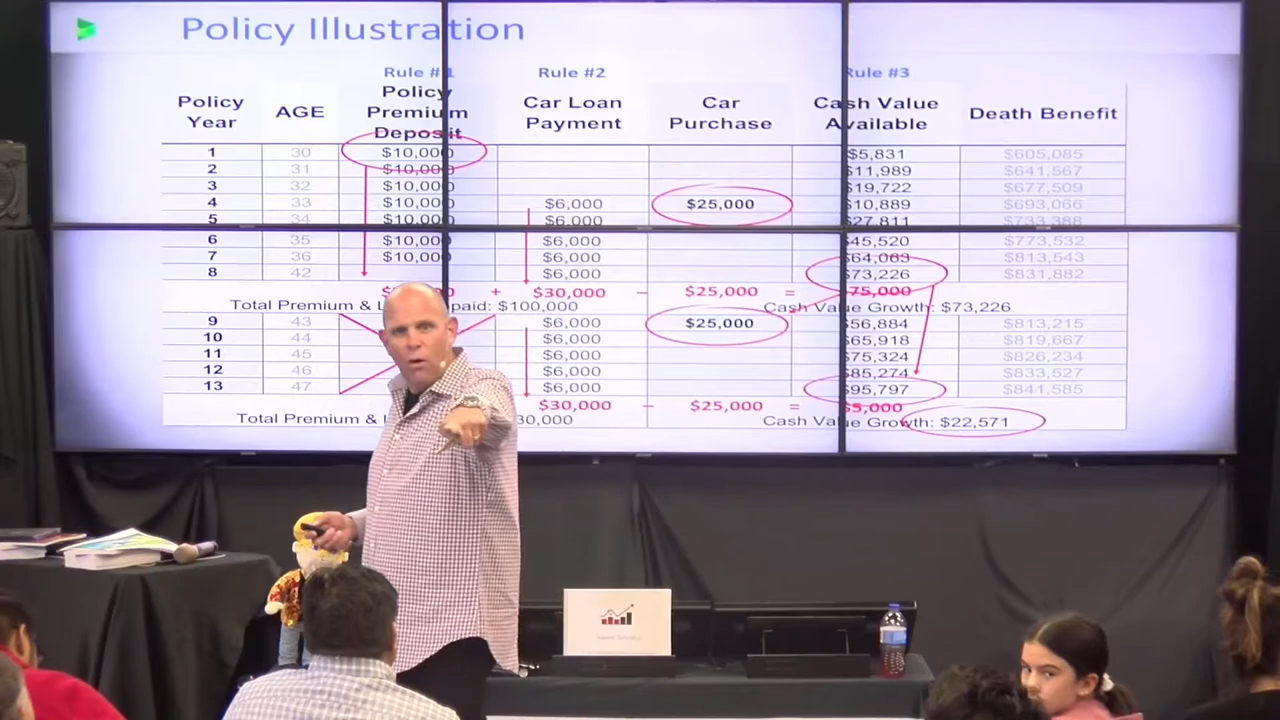 Policy Illustration
Rule #1 Rule #2 Rule #3
Policy Year AGE Policy Premium Deposit Car Loan Payment Car Purchase Cash Value Available Death Benefit
1 30 $10,000 $5,831 $605,085
2 31 $10,000 $11,989 $641,567
3 32 $10,000 $19,722 $677,509
4 33 $10,000 $6,000 $25,000 $10,889 $693,066
5 34 $10,000 $6,000 $27,811 $733,388
6 35 $10,000 $6,000 $45,520 $773,532
7 36 $10,000 $6,000 $64,083 $813,543
8 42 $6,000 $73,226 $831,882
+ $30,000 − $25,000 = $75,000
Total Premium & paid: $100,000 Cash Value Growth: $73,226
9 43 $6,000 $25,000 $56,884 $813,215
10 44 $6,000 $65,918 $819,667
11 45 $6,000 $75,324 $826,234
12 46 $6,000 $85,274 $833,527
13 47 $6,000 $95,797 $841,585
$30,000 − $25,000 = $5,000
Total Premium & Cash Value Growth: $22,571